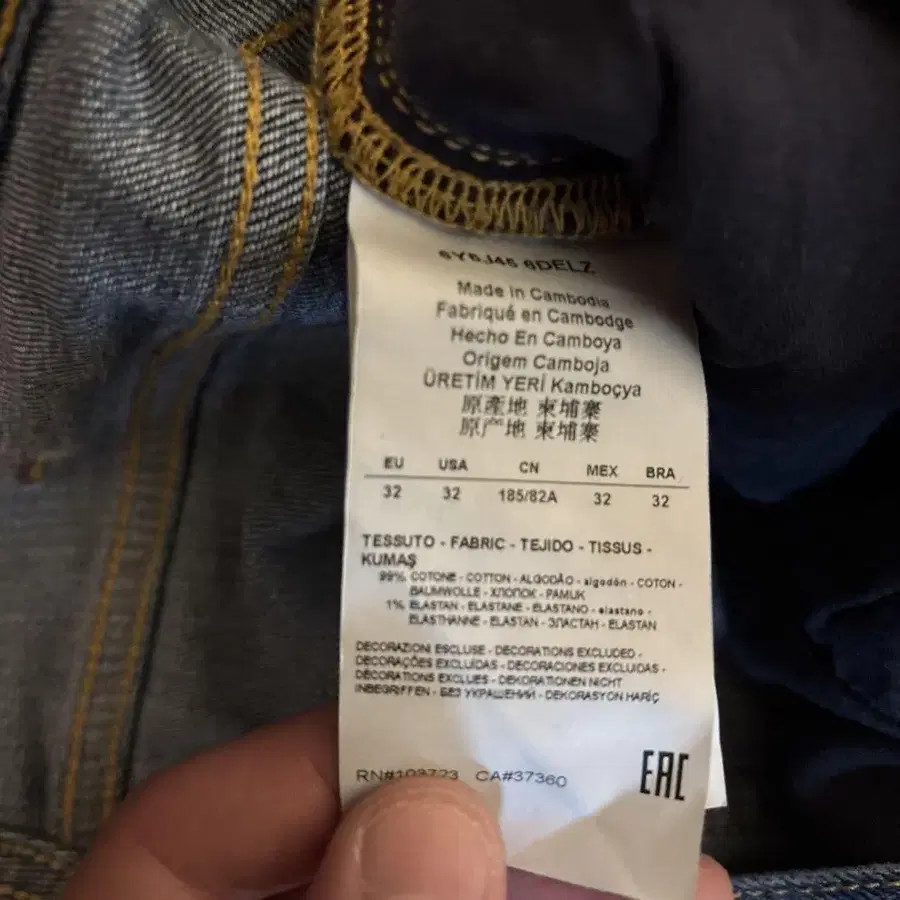 6Y6J45 6DELZ
Made in Cambodia
Fabriqué en Cambodge
Hecho En Camboya
Origem Camboja
ÜRETİM YERİ Kamboçya
原産地 柬埔寨
原产地 柬埔寨
EU USA CN MEX BRA
32 32 185/82A 32 32
TESSUTO - FABRIC - TEJIDO - TISSUS -
KUMAŞ
99% COTONE - COTTON - ALGODÃO - algodón - COTON -
BAUMWOLLE - ХЛОПОК - PAMUK
1% ELASTAN - ELASTANE - ELASTANO - elastano -
ELASTHANNE - ELASTAN - ЭЛАСТАН - ELASTAN
DECORAZIONI ESCLUSE - DECORATIONS EXCLUDED -
DECORAÇÕES EXCLUÍDAS - DECORACIONES EXCLUIDAS -
DÉCORATIONS EXCLUES - DEKORATIONEN NICHT
INBEGRIFFEN - БЕЗ УКРАШЕНИЙ - DEKORASYON HARİÇ
RN#103723 CA#37360
EAC